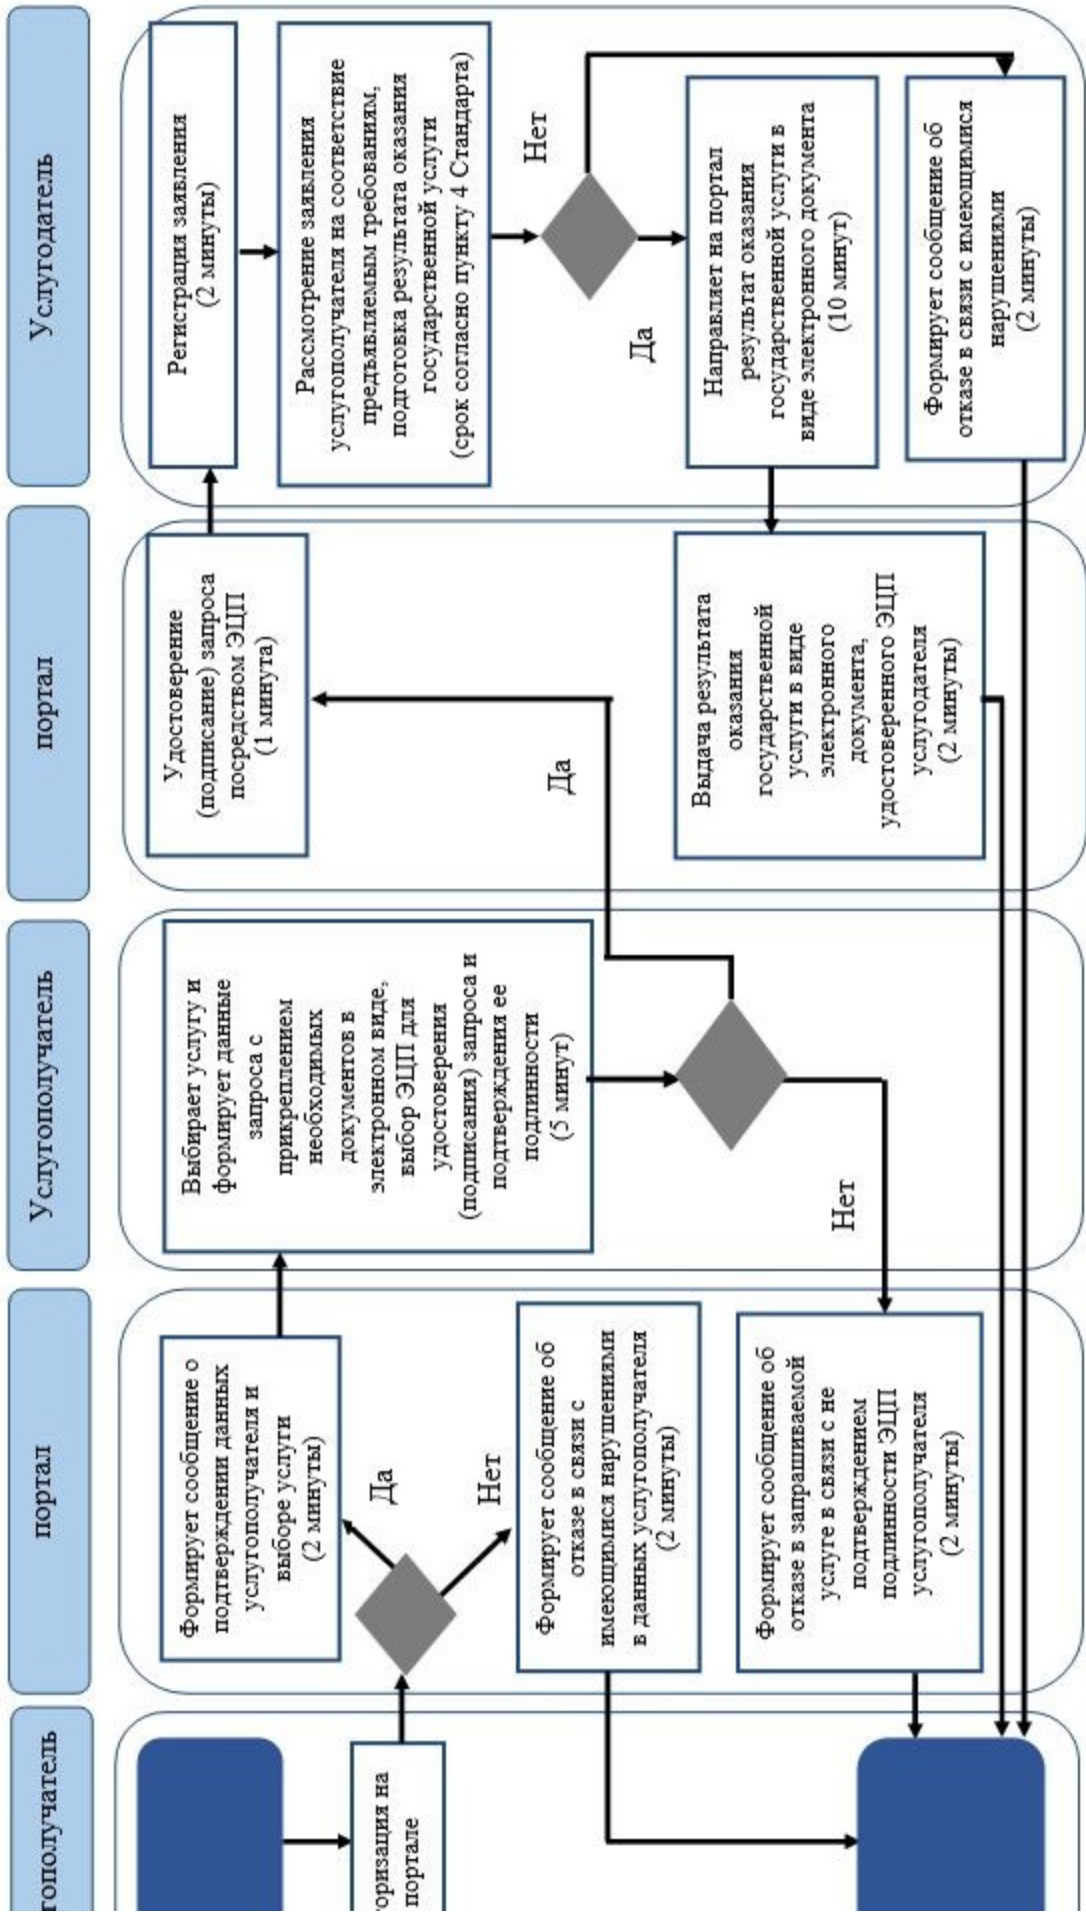 гополучатель
портал
Услугополучатель
портал
Услугодатель
оризация на
портале
Формирует сообщение о
подтверждении данных
услугополучателя и
выборе услуги
(2 минуты)
Да
Нет
Формирует сообщение об
отказе в связи с
имеющимися нарушениями
в данных услугополучателя
(2 минуты)
Формирует сообщение об
отказе в запрашиваемой
услуге в связи с не
подтверждением
подлинности ЭЦП
услугополучателя
(2 минуты)
Выбирает услугу и
формирует данные
запроса с
прикреплением
необходимых
документов в
электронном виде,
выбор ЭЦП для
удостоверения
(подписания) запроса и
подтверждения ее
подлинности
(5 минут)
Нет
Да
Удостоверение
(подписание) запроса
посредством ЭЦП
(1 минута)
Выдача результата
оказания
государственной
услуги в виде
электронного
документа,
удостоверенного ЭЦП
услугодателя
(2 минуты)
Регистрация заявления
(2 минуты)
Рассмотрение заявления
услугополучателя на соответствие
предъявляемым требованиям,
подготовка результата оказания
государственной услуги
(срок согласно пункту 4 Стандарта)
Нет
Да
Направляет на портал
результат оказания
государственной услуги в
виде электронного документа
(10 минут)
Формирует сообщение об
отказе в связи с имеющимися
нарушениями
(2 минуты)